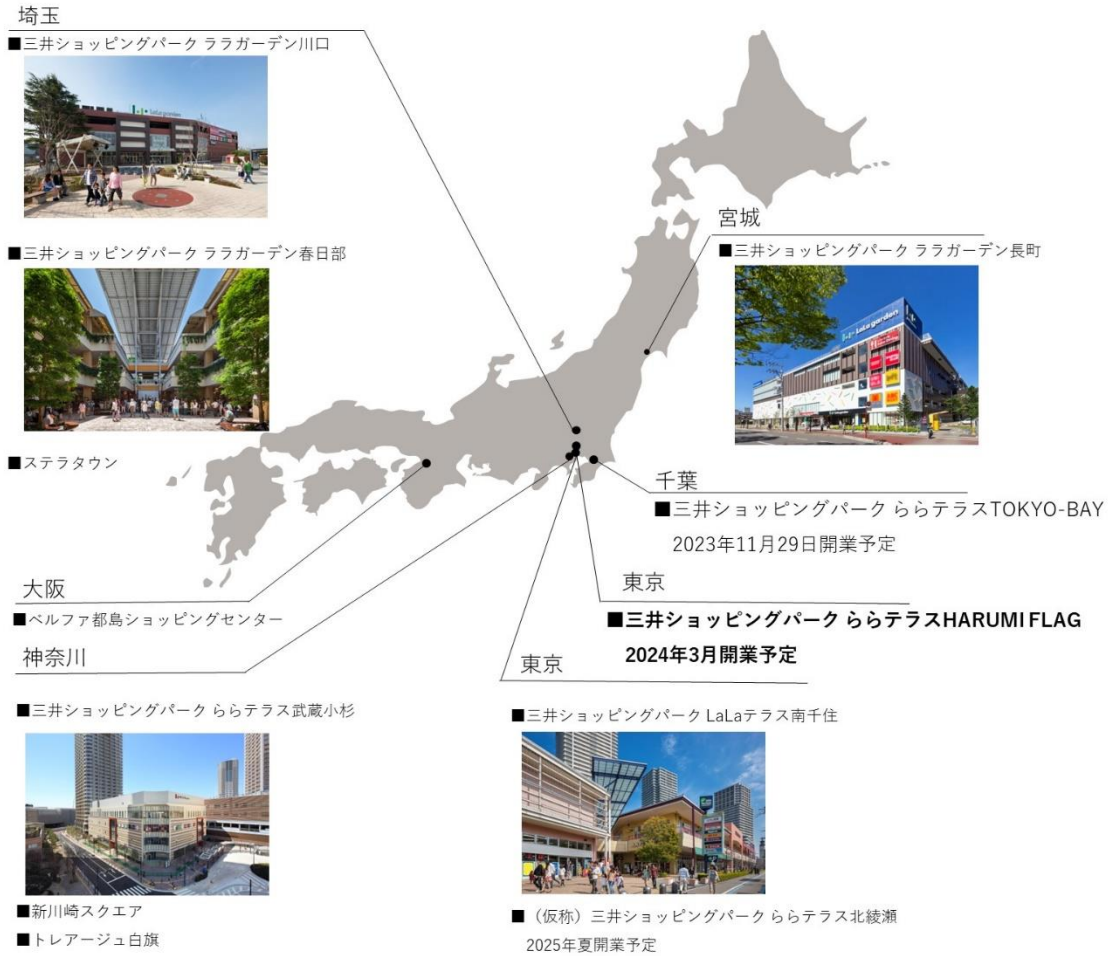 埼玉
■三井ショッピングパーク ララガーデン川口
■三井ショッピングパーク ララガーデン春日部
■ステラタウン
宮城
■三井ショッピングパーク ララガーデン長町
LaLa garden
千葉
■三井ショッピングパーク ららテラスTOKYO-BAY
2023年11月29日開業予定
東京
■三井ショッピングパーク ららテラスHARUMI FLAG
2024年3月開業予定
大阪
■ベルファ都島ショッピングセンター
神奈川
■三井ショッピングパーク ららテラス武蔵小杉
■新川崎スクエア
■トレアージュ白旗
東京
■三井ショッピングパーク LaLaテラス南千住
■（仮称）三井ショッピングパーク ららテラス北綾瀬
2025年夏開業予定